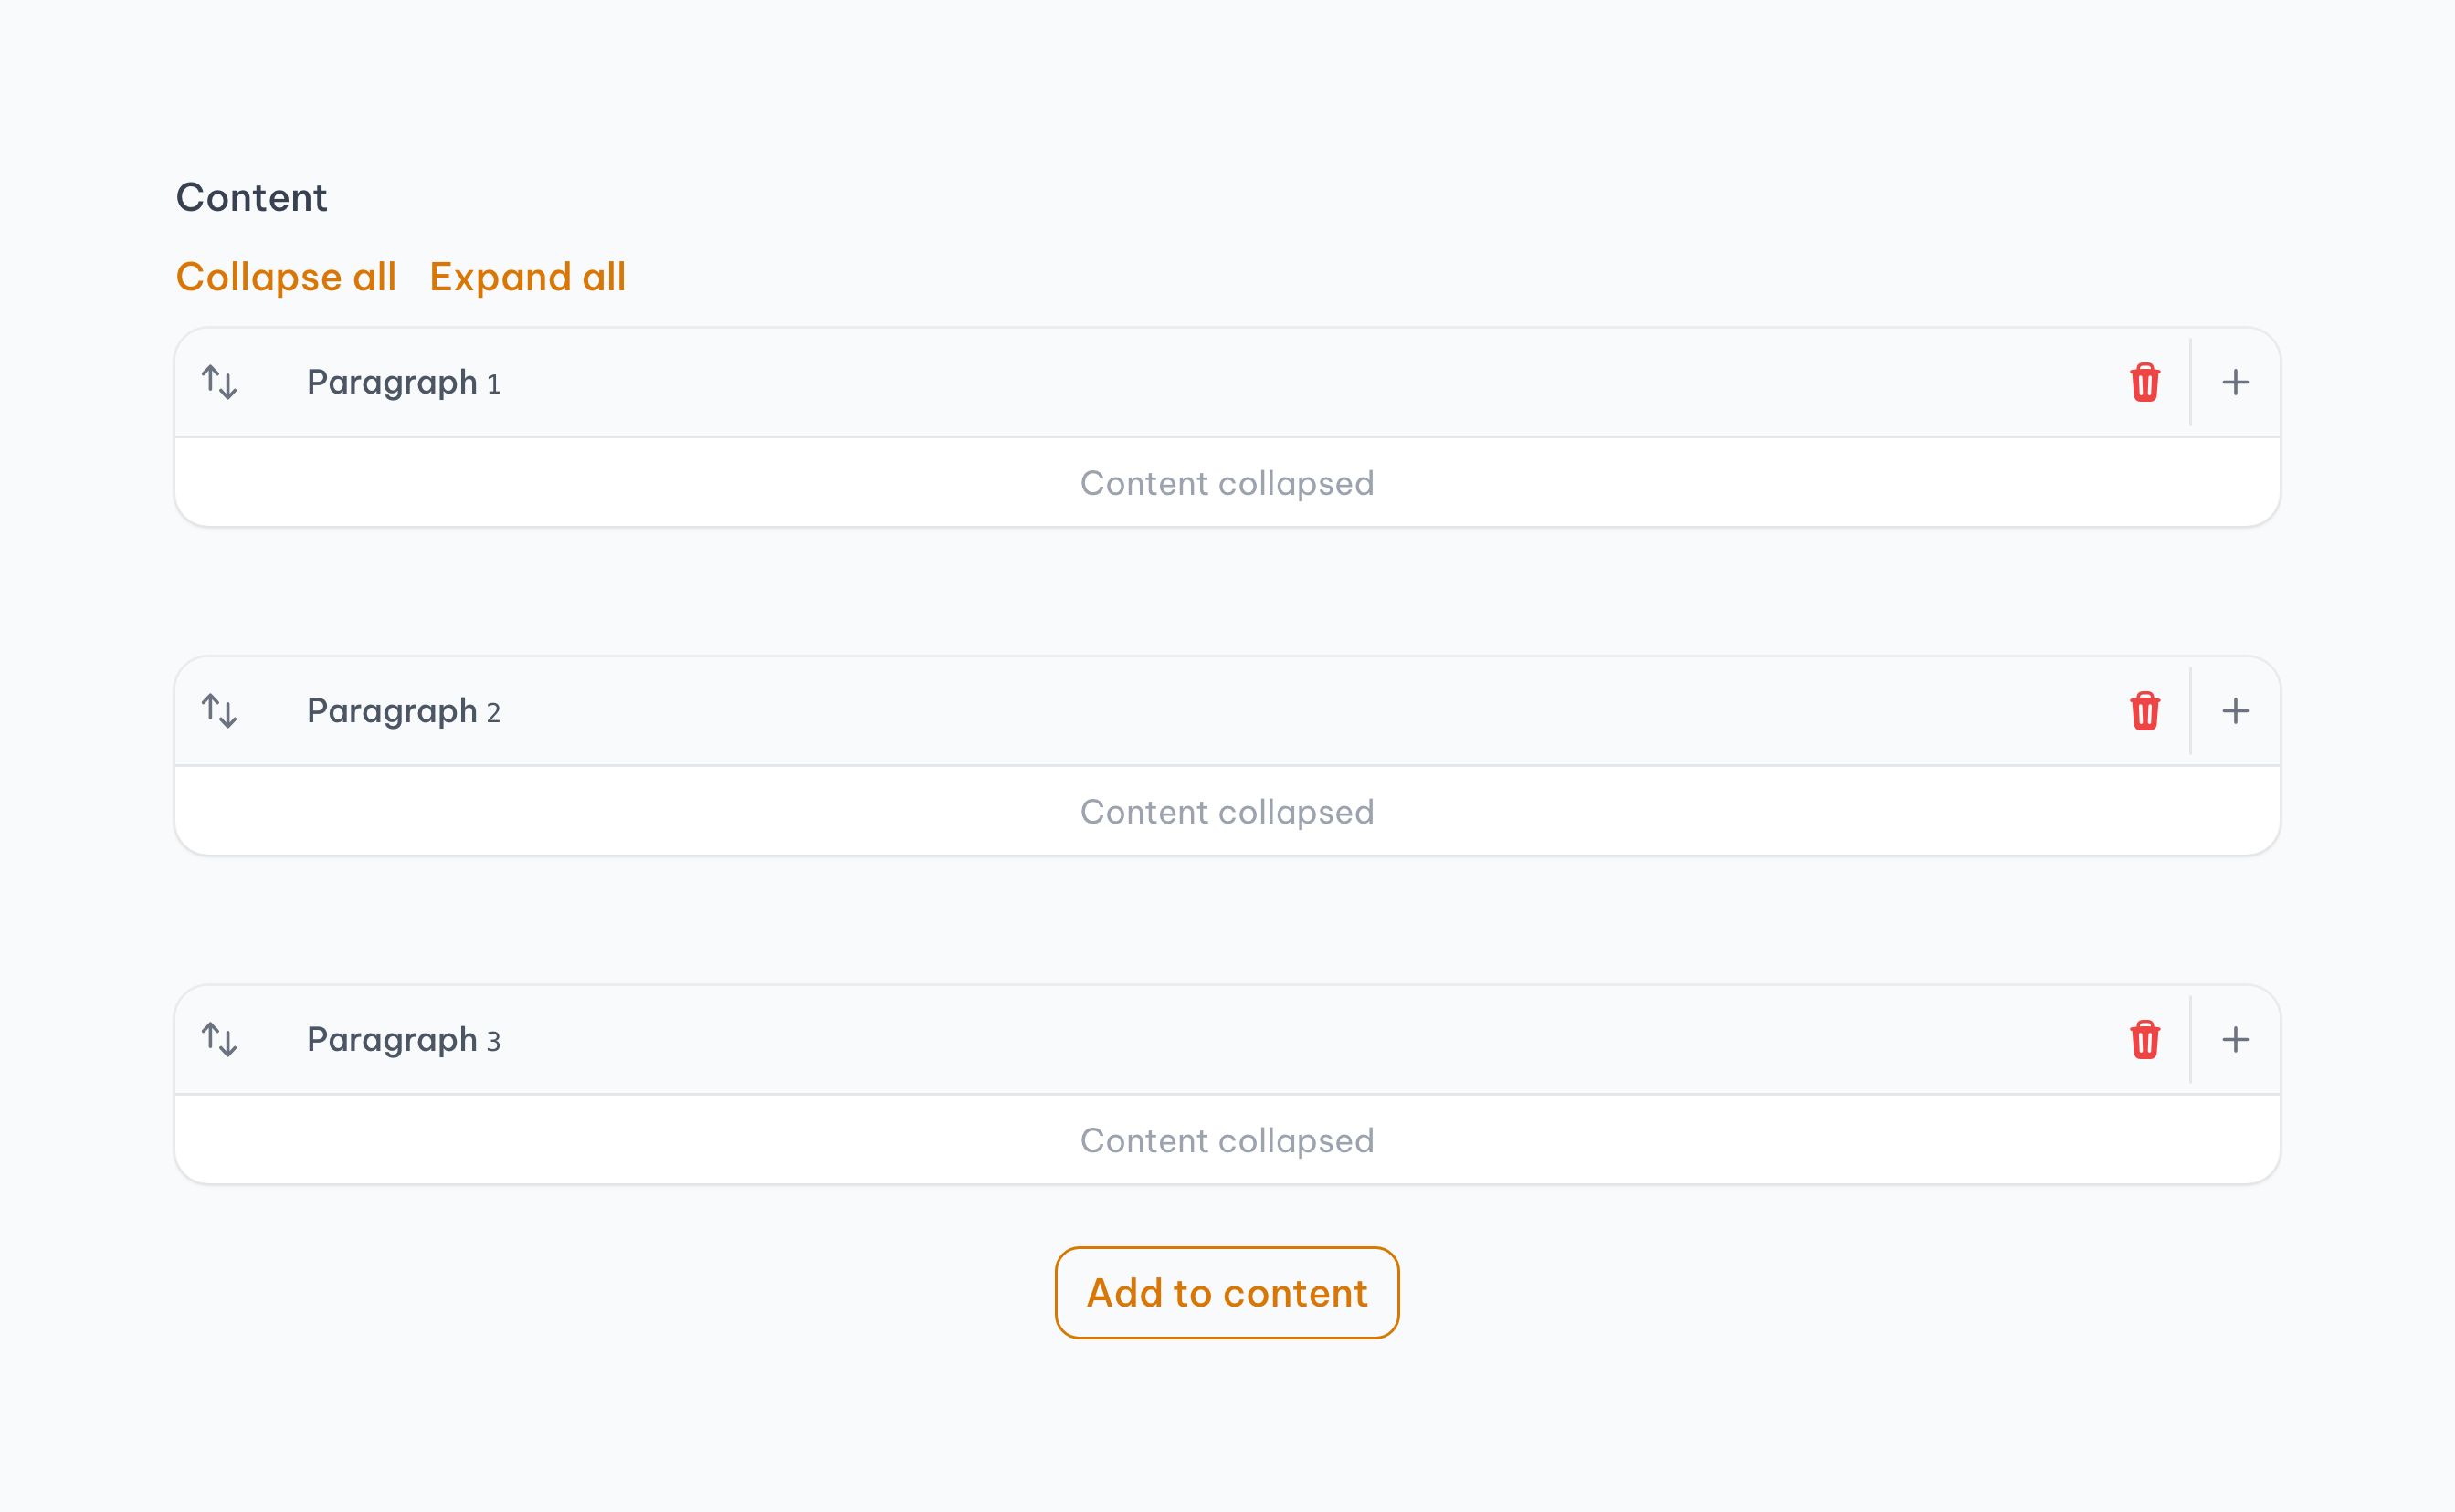 Content
Collapse all Expand all
Paragraph 1
Content collapsed
Paragraph 2
Content collapsed
Paragraph 3
Content collapsed
Add to content